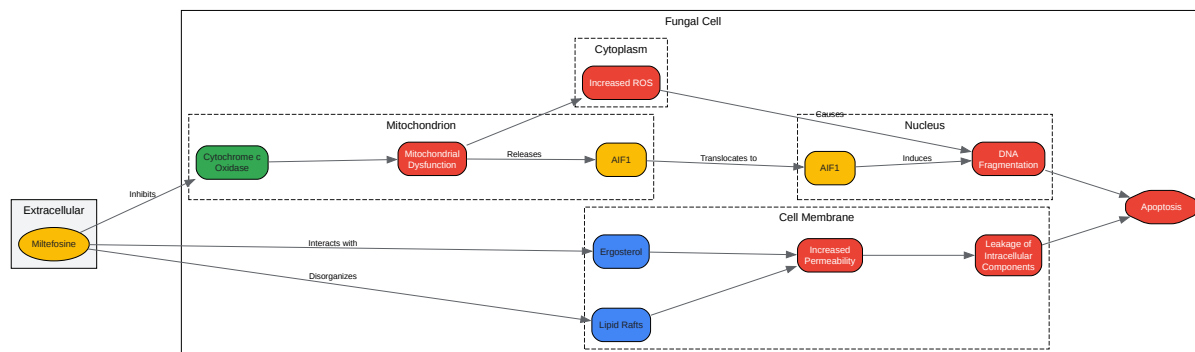 Fungal Cell
Cytoplasm
Increased ROS
Causes
Mitochondrion
Nucleus
Cytochrome c
Oxidase
Mitochondrial
Dysfunction
Releases
AIF1
Translocates to
AIF1
Induces
DNA
Fragmentation
Inhibits
Extracellular
Miltefosine
Apoptosis
Cell Membrane
Interacts with
Ergosterol
Increased
Permeability
Leakage of
Intracellular
Components
Disorganizes
Lipid Rafts